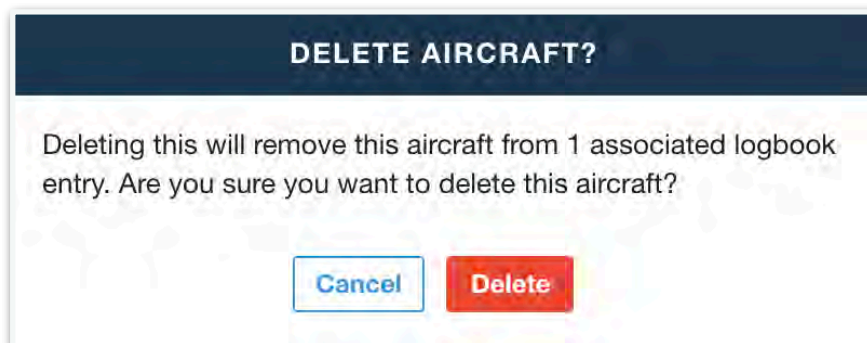 DELETE AIRCRAFT?
Deleting this will remove this aircraft from 1 associated logbook
entry. Are you sure you want to delete this aircraft?
Cancel
Delete